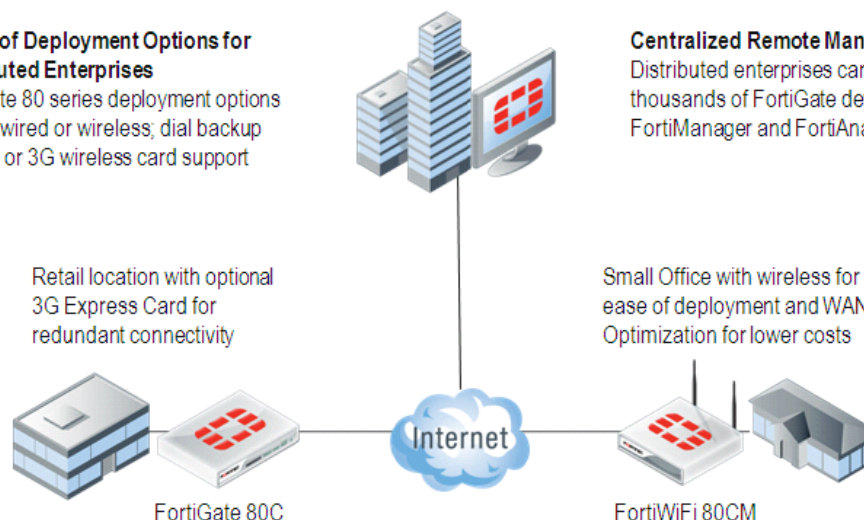 of Deployment Options for
uted Enterprises
te 80 series deployment options
wired or wireless; dial backup
or 3G wireless card support
Centralized Remote Man
Distributed enterprises car
thousands of FortiGate de
FortiManager and FortiAna
Retail location with optional
3G Express Card for
redundant connectivity
Small Office with wireless for
ease of deployment and WAN
Optimization for lower costs
Internet
FortiGate 80C
FortiWiFi 80CM